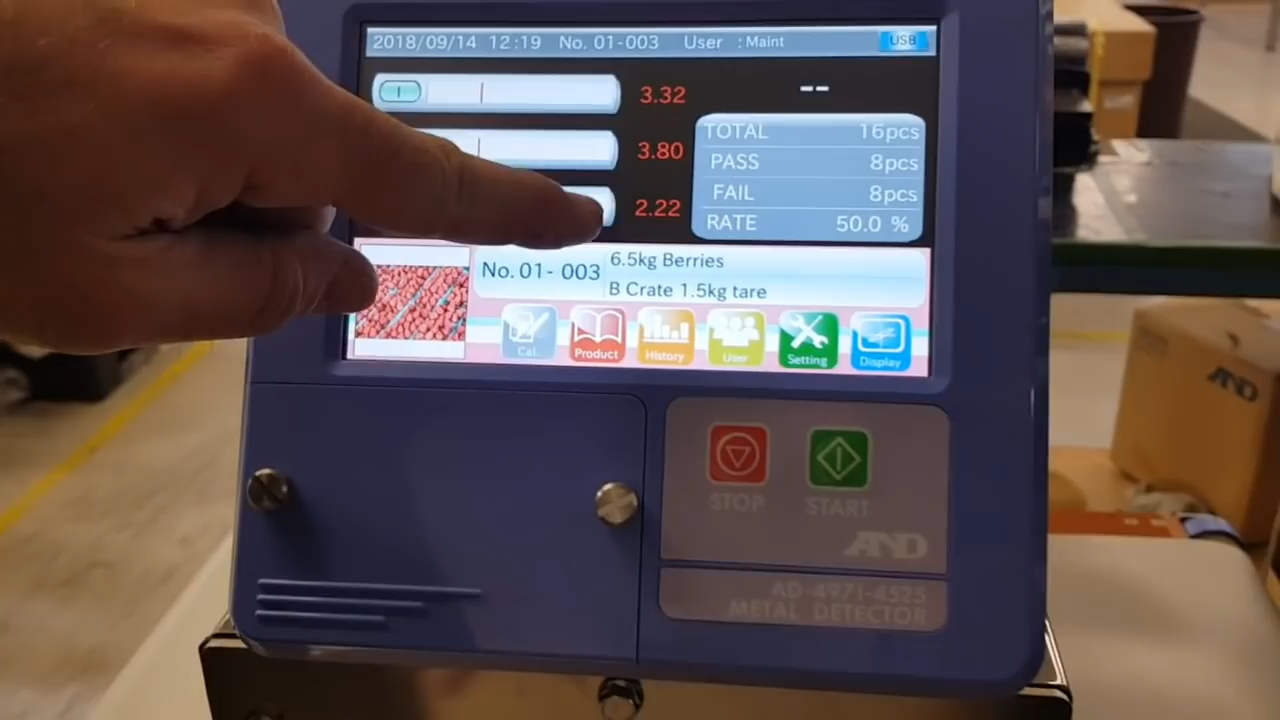 2018/09/14 12:19 No. 01-003 User : Maint USB
3.32
--
3.80
2.22
TOTAL 16pcs
PASS 8pcs
FAIL 8pcs
RATE 50.0 %
No. 01- 003
6.5kg Berries
B Crate 1.5kg tare
Cal.
Product
History
User
Setting
Display
STOP
START
AND
AD-4971-4525
METAL DETECTOR
AND